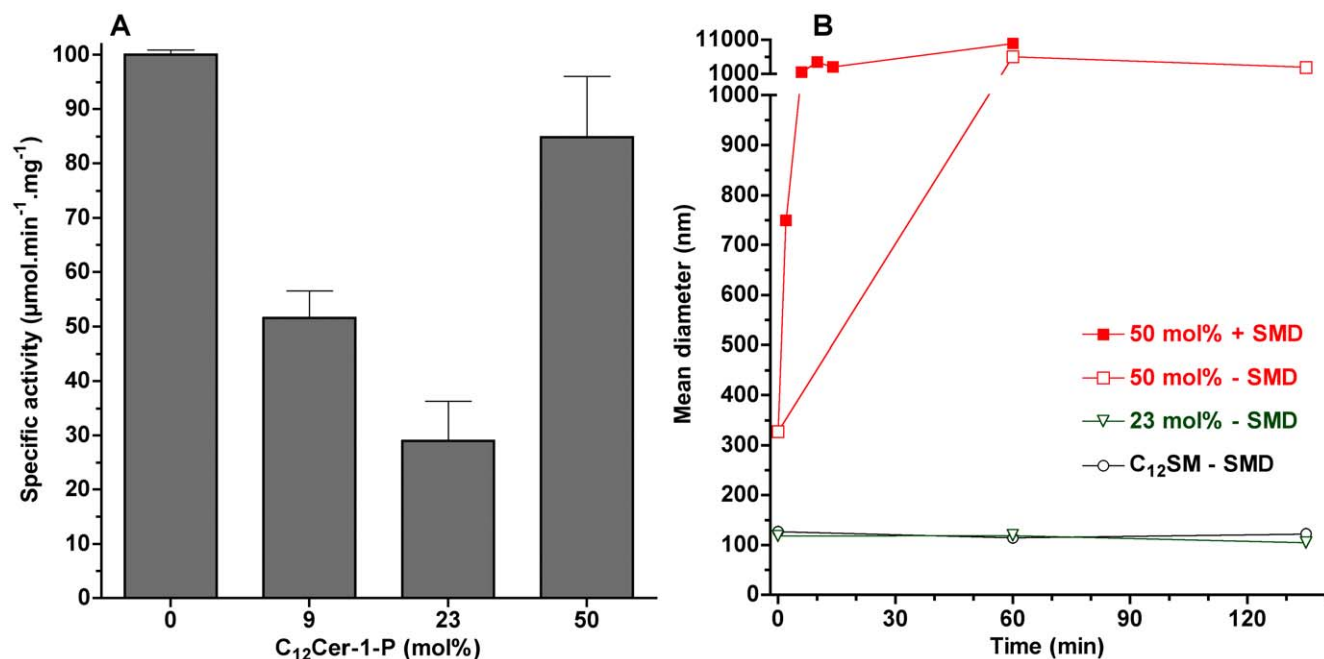 A
100
90
80
70
60
50
40
30
20
10
0
Specific activity (µmol.min⁻¹.mg⁻¹)
0 9 23 50
C₁₂Cer-1-P (mol%)
B
11000
1000
1000
900
800
700
600
500
400
300
200
100
0
Mean diameter (nm)
50 mol% + SMD
50 mol% - SMD
23 mol% - SMD
C₁₂SM - SMD
0 30 60 90 120
Time (min)